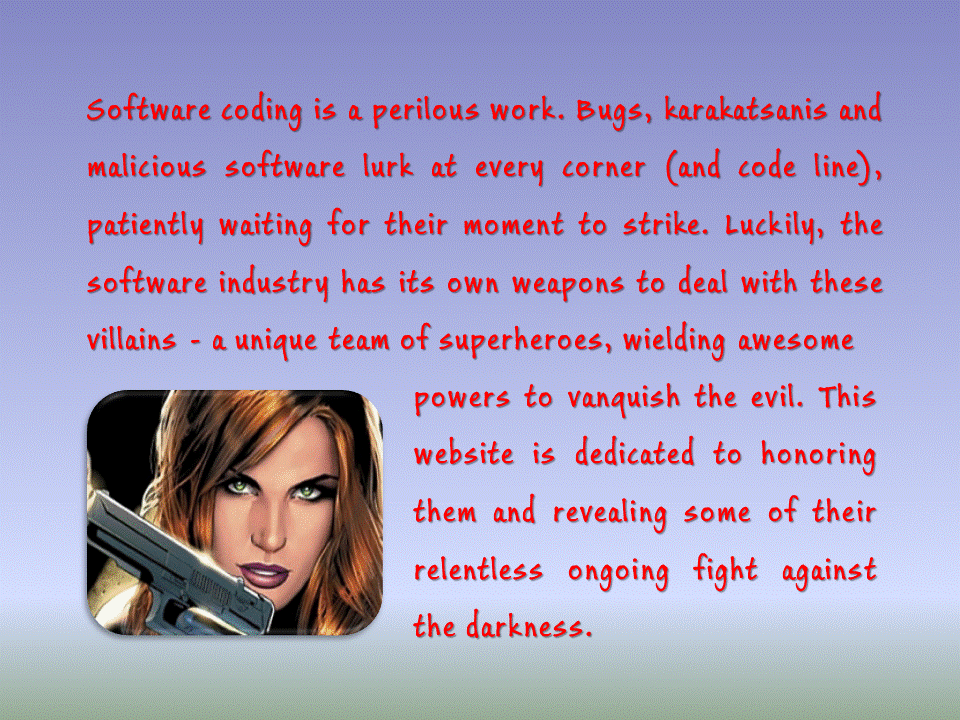 Software coding is a perilous work. Bugs, karakatsanis and
malicious software lurk at every corner (and code line),
patiently waiting for their moment to strike. Luckily, the
software industry has its own weapons to deal with these
villains - a unique team of superheroes, wielding awesome
powers to vanquish the evil. This
website is dedicated to honoring
them and revealing some of their
relentless ongoing fight against
the darkness.